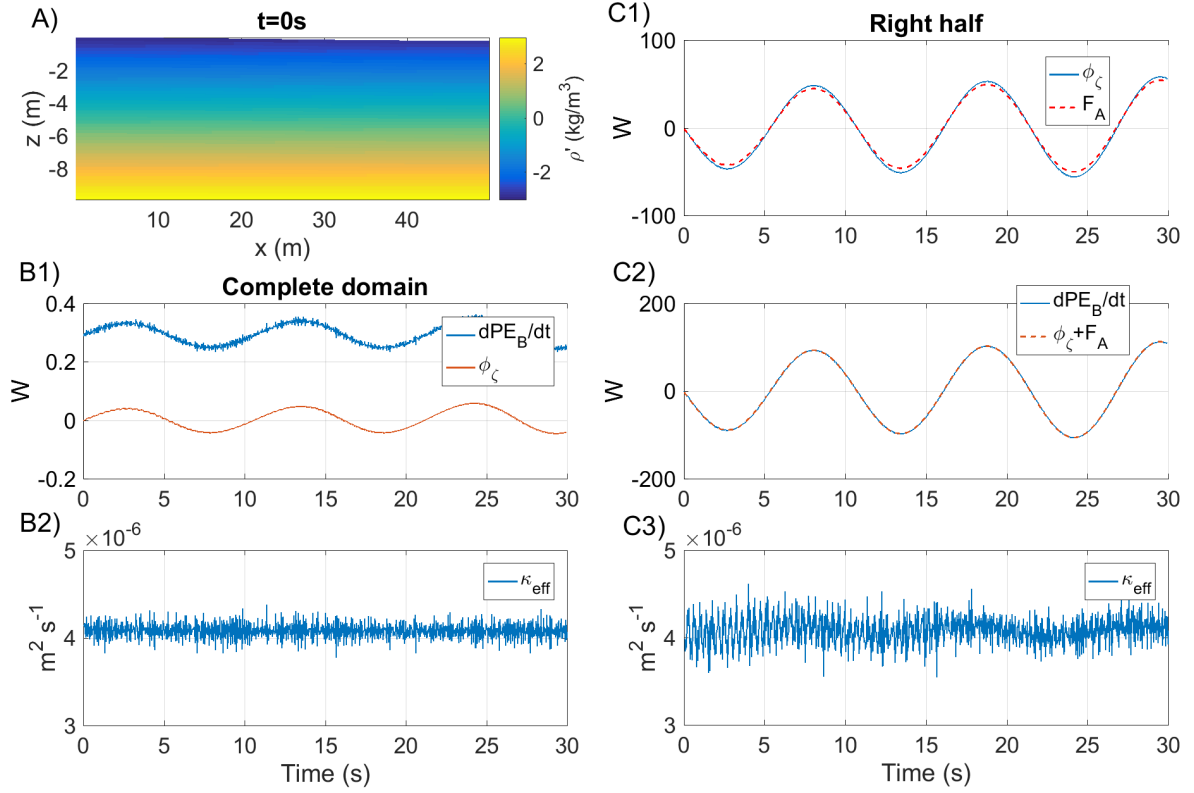 A)
t=0s
-2
-4
-6
-8
z (m)
10
20
30
40
x (m)
2
0
-2
ρ' (kg/m³)
B1)
Complete domain
0.4
0.2
0
-0.2
W
dPE_B/dt
ϕ_ζ
0
5
10
15
20
25
30
B2)
×10⁻⁶
5
4
3
m² s⁻¹
κ_eff
0
5
10
15
20
25
30
Time (s)
C1)
Right half
100
0
-100
W
ϕ_ζ
F_A
0
5
10
15
20
25
30
C2)
200
0
-200
W
dPE_B/dt
ϕ_ζ+F_A
0
5
10
15
20
25
30
C3)
×10⁻⁶
5
4
3
m² s⁻¹
κ_eff
0
5
10
15
20
25
30
Time (s)